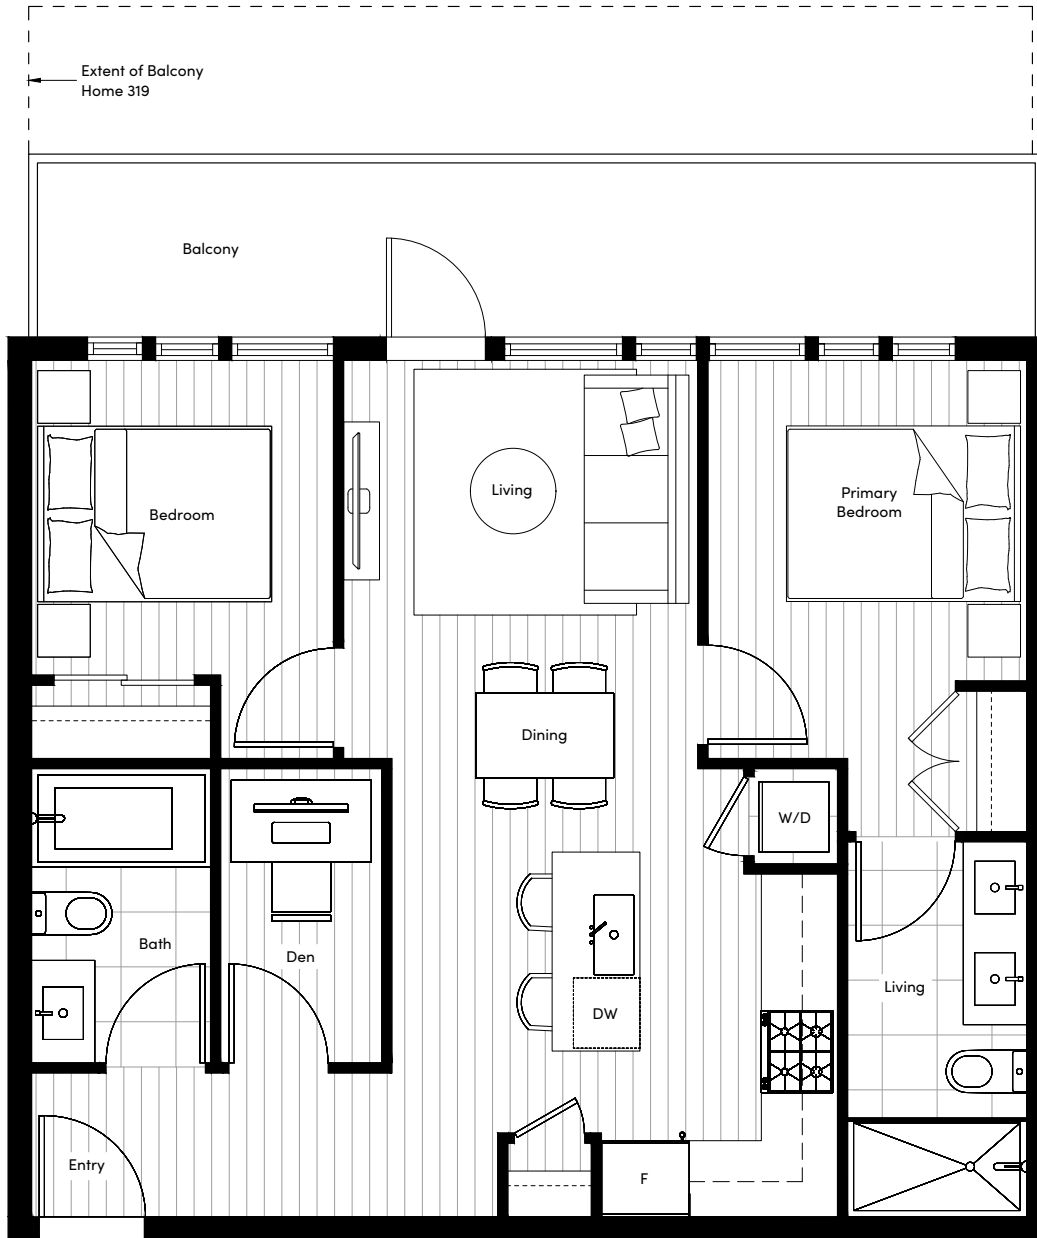 Extent of Balcony
Home 319
Balcony
Living
Primary
Bedroom
Bedroom
Dining
W/D
Bath
Den
Living
DW
Entry
F